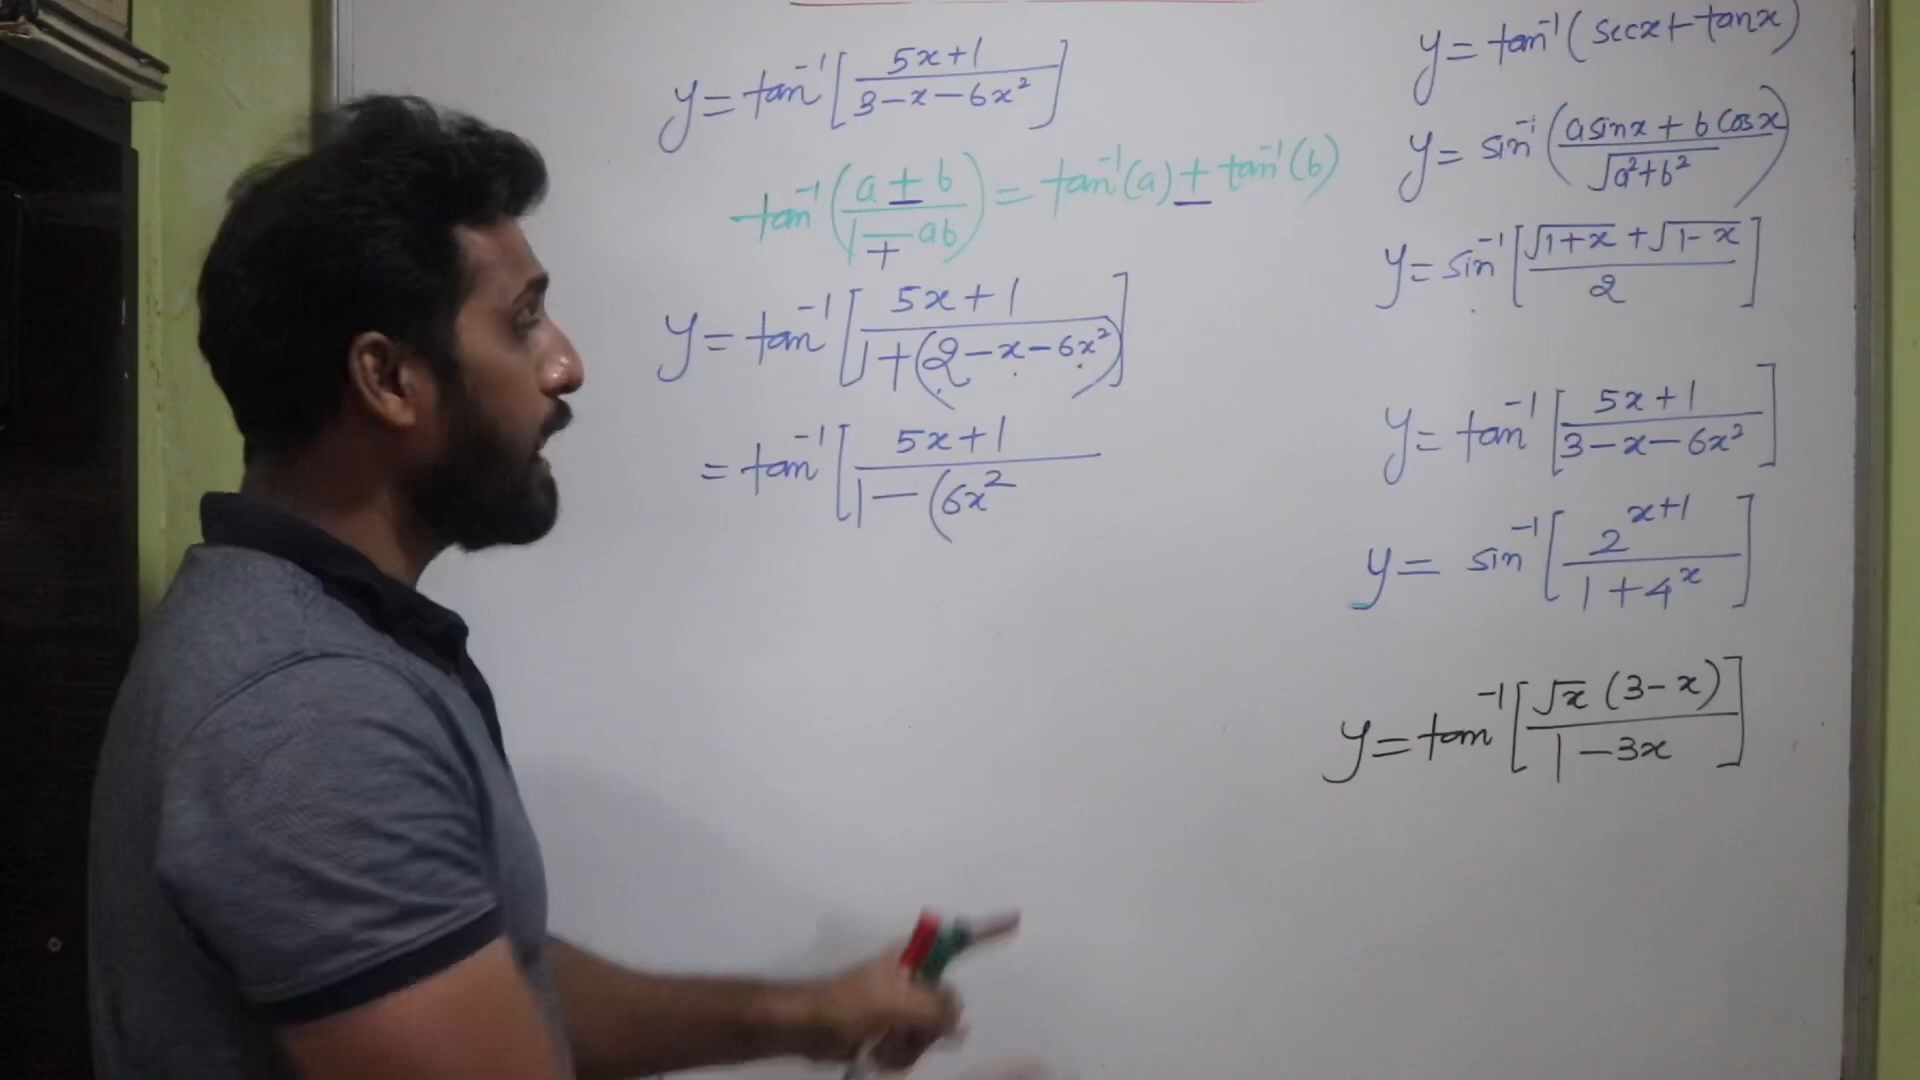 y = tan⁻¹[(5x+1)/(3-x-6x²)]
tan⁻¹((a ± b)/(1 ∓ ab)) = tan⁻¹(a) ± tan⁻¹(b)
y = tan⁻¹[(5x+1)/(1+(2-x-6x²))]
= tan⁻¹[(5x+1)/(1-(6x²
y = tan⁻¹(secx+tanx)
y = sin⁻¹((asinx + b cosx)/√(a²+b²))
y = sin⁻¹[(√(1+x) + √(1-x))/2]
y = tan⁻¹[(5x+1)/(3-x-6x²)]
y = sin⁻¹[2^(x+1)/(1+4^x)]
y = tan⁻¹[√x (3-x)/(1-3x)]